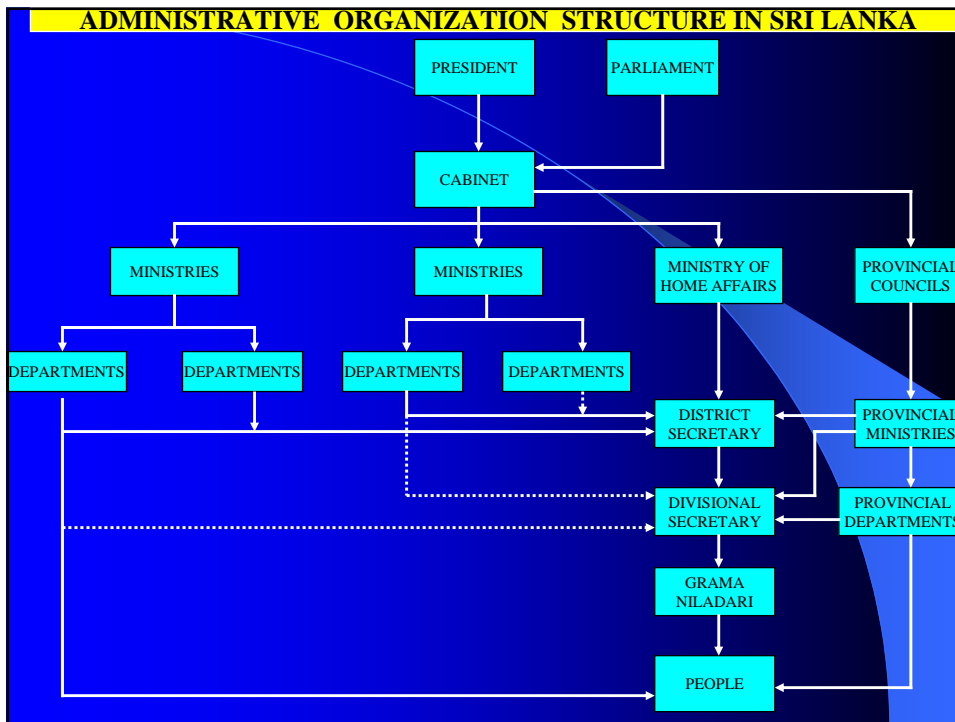 ADMINISTRATIVE ORGANIZATION STRUCTURE IN SRI LANKA
PRESIDENT
PARLIAMENT
CABINET
MINISTRIES
MINISTRIES
MINISTRY OF
HOME AFFAIRS
PROVINCIAL
COUNCILS
DEPARTMENTS
DEPARTMENTS
DEPARTMENTS
DEPARTMENTS
DISTRICT
SECRETARY
PROVINCIAL
MINISTRIES
DIVISIONAL
SECRETARY
PROVINCIAL
DEPARTMENTS
GRAMA
NILADARI
PEOPLE